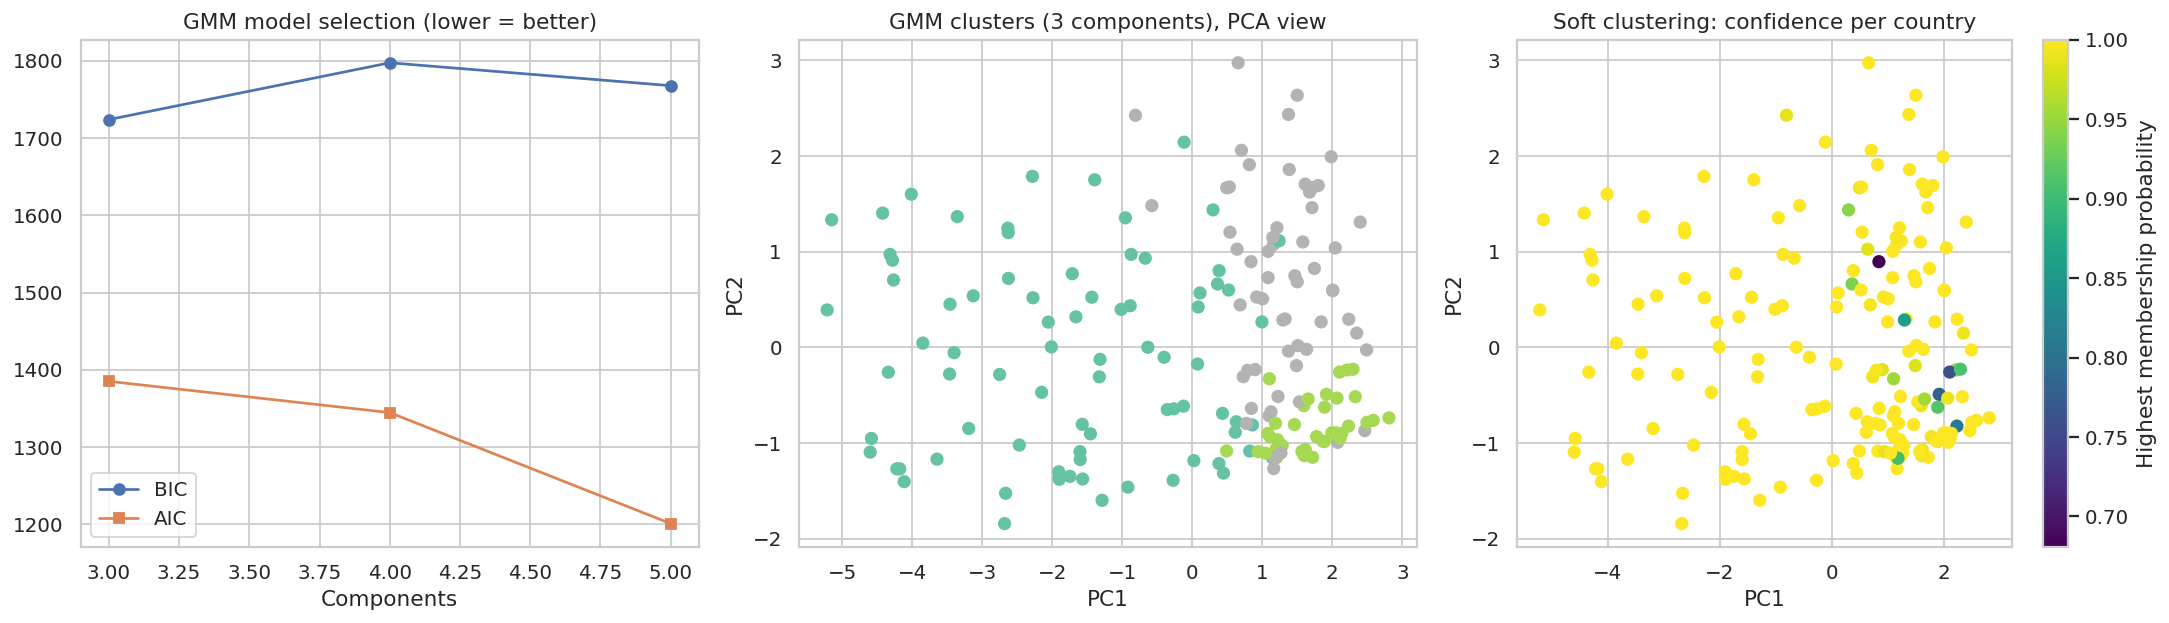 GMM model selection (lower = better)
1800
1700
1600
1500
1400
1300
1200
BIC
AIC
3.00 3.25 3.50 3.75 4.00 4.25 4.50 4.75 5.00
Components
GMM clusters (3 components), PCA view
PC2
3
2
1
0
−1
−2
−5 −4 −3 −2 −1 0 1 2 3
PC1
Soft clustering: confidence per country
PC2
3
2
1
0
−1
−2
−4 −2 0 2
PC1
1.00
0.95
0.90
0.85
0.80
0.75
0.70
Highest membership probability